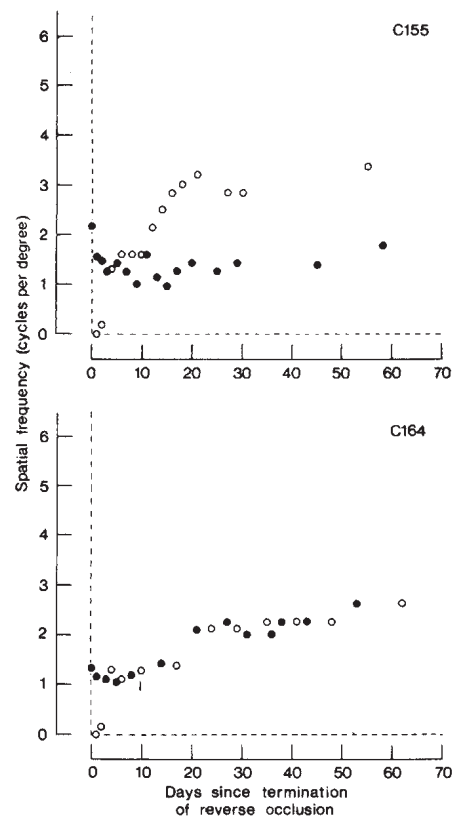 C155
6
5
4
3
2
1
0
0 10 20 30 40 50 60 70
Spatial frequency (cycles per degree)
C164
6
5
4
3
2
1
0
0 10 20 30 40 50 60 70
Days since termination
of reverse occlusion